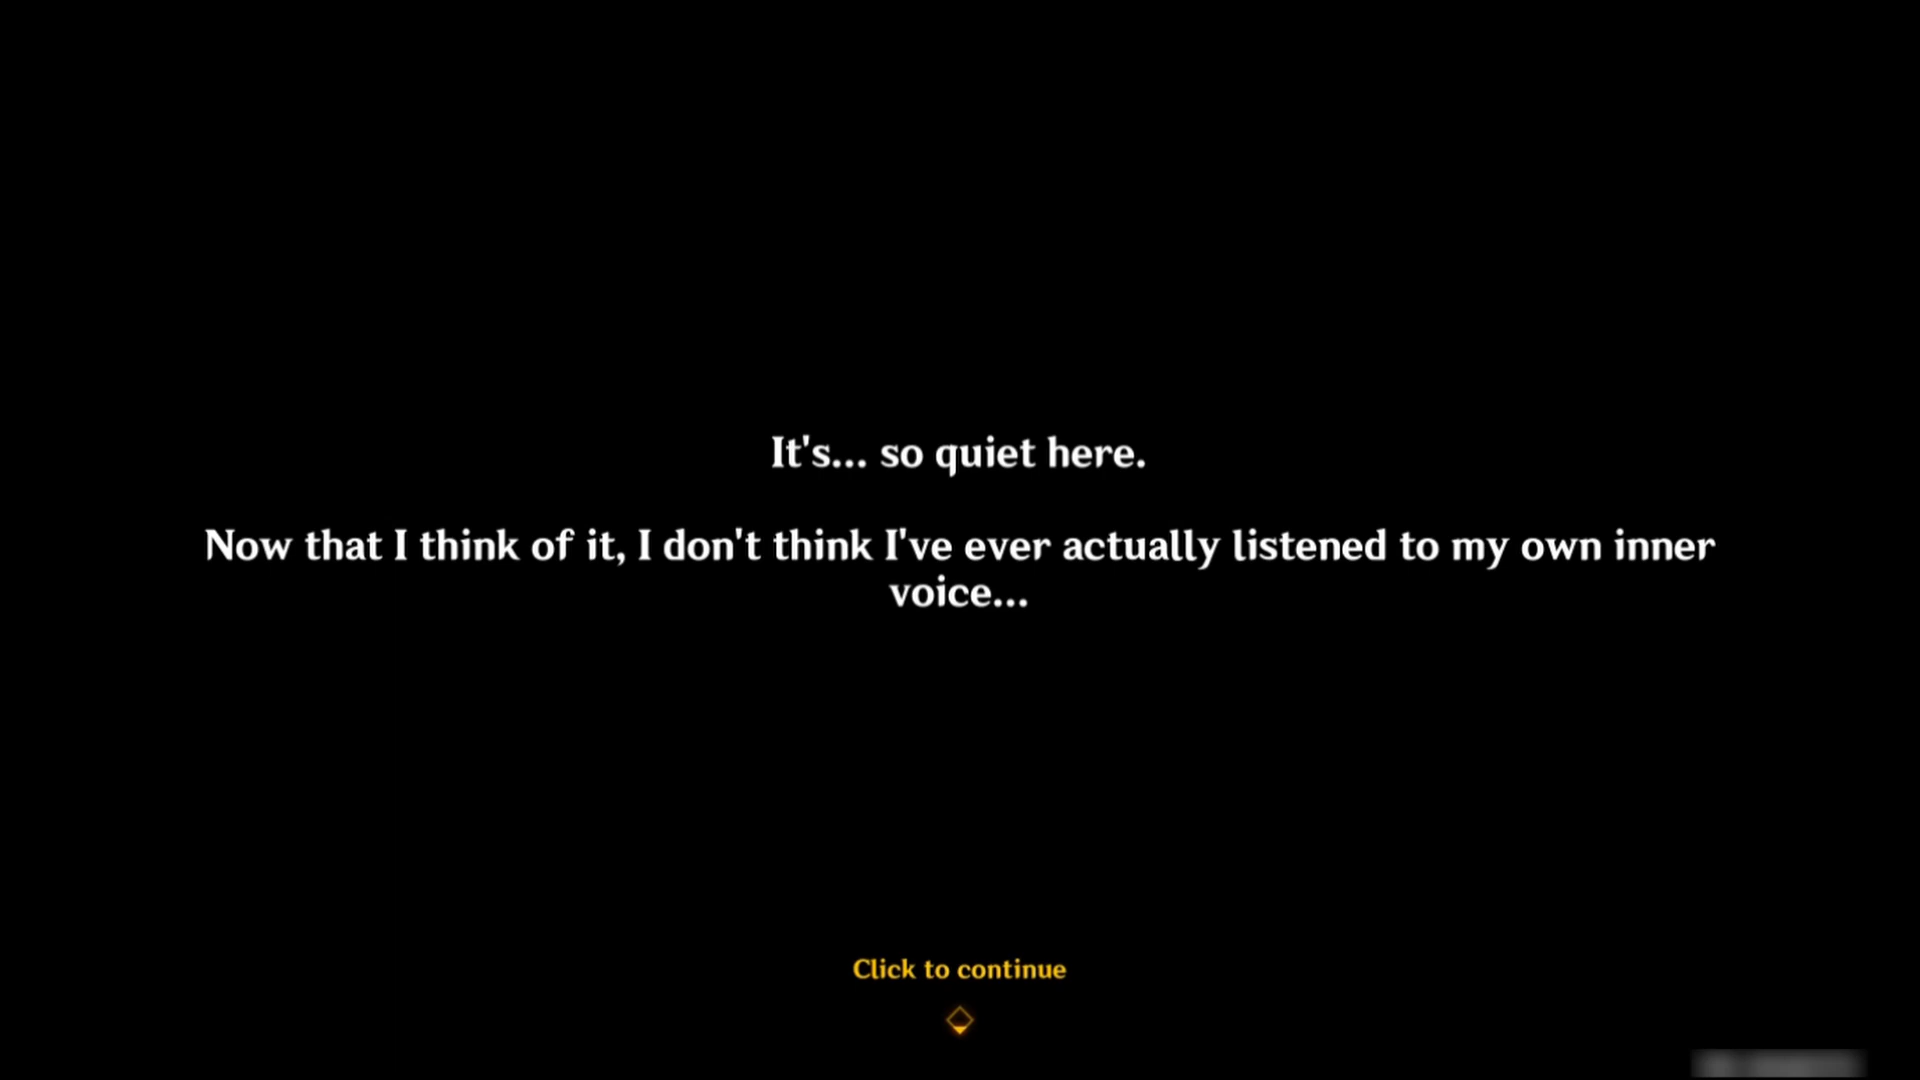 It's... so quiet here.
Now that I think of it, I don't think I've ever actually listened to my own inner
voice...
Click to continue